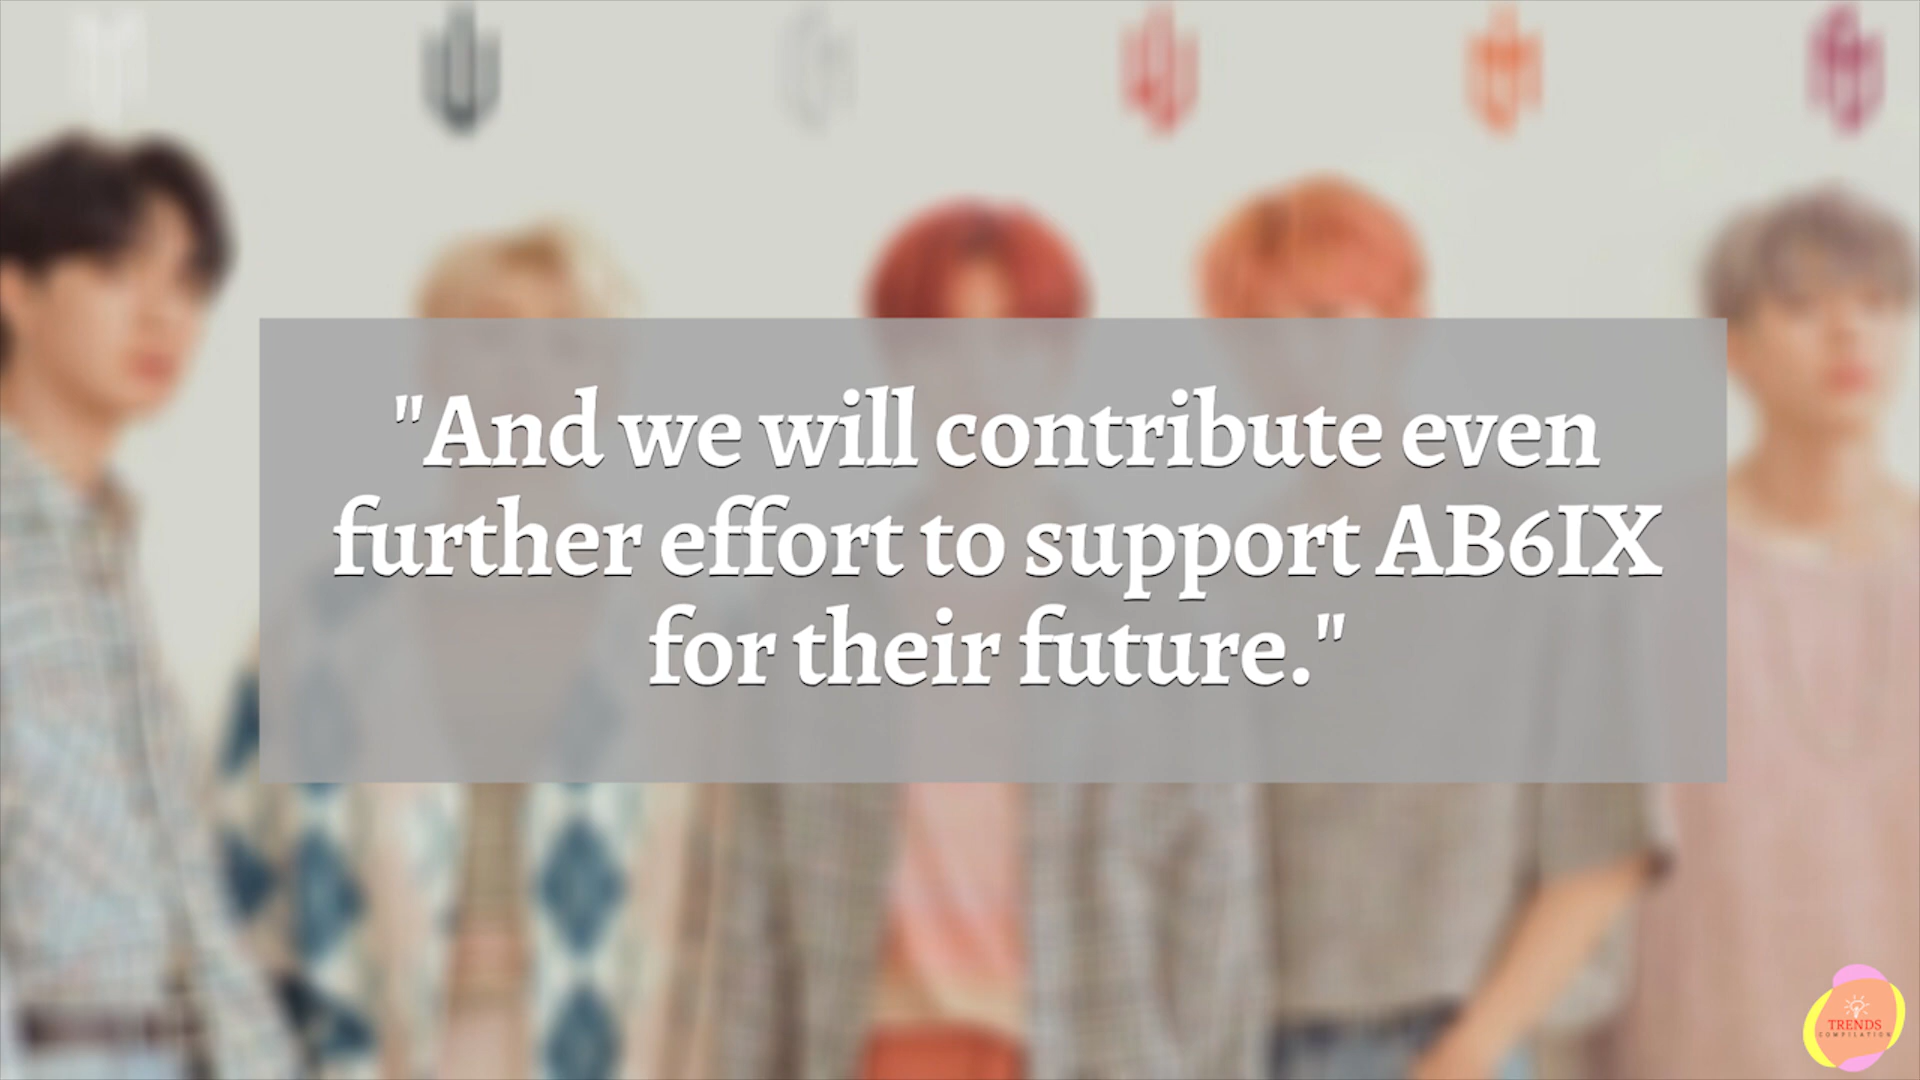 "And we will contribute even
further effort to support AB6IX
for their future."
TRENDS
COMPILATION